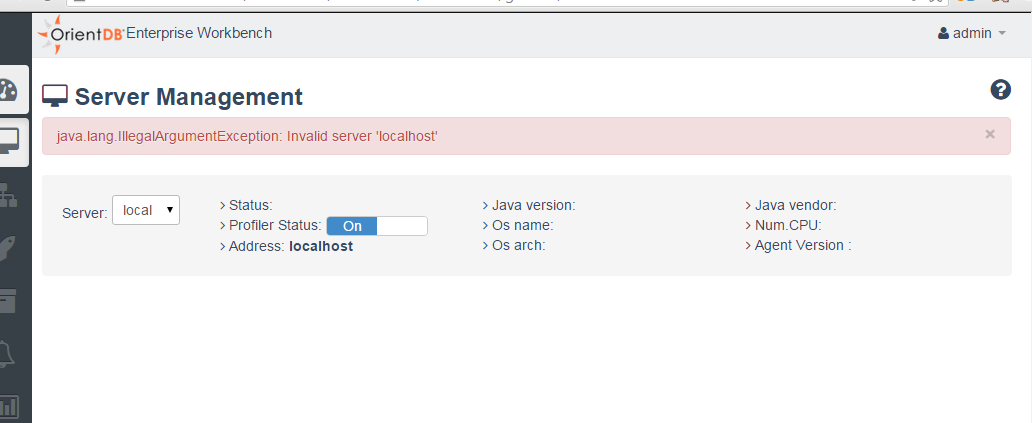 OrientDB® Enterprise Workbench
admin
Server Management
java.lang.IllegalArgumentException: Invalid server 'localhost'
×
Server: local
Status:
Profiler Status: On
Address: localhost
Java version:
Os name:
Os arch:
Java vendor:
Num.CPU:
Agent Version :